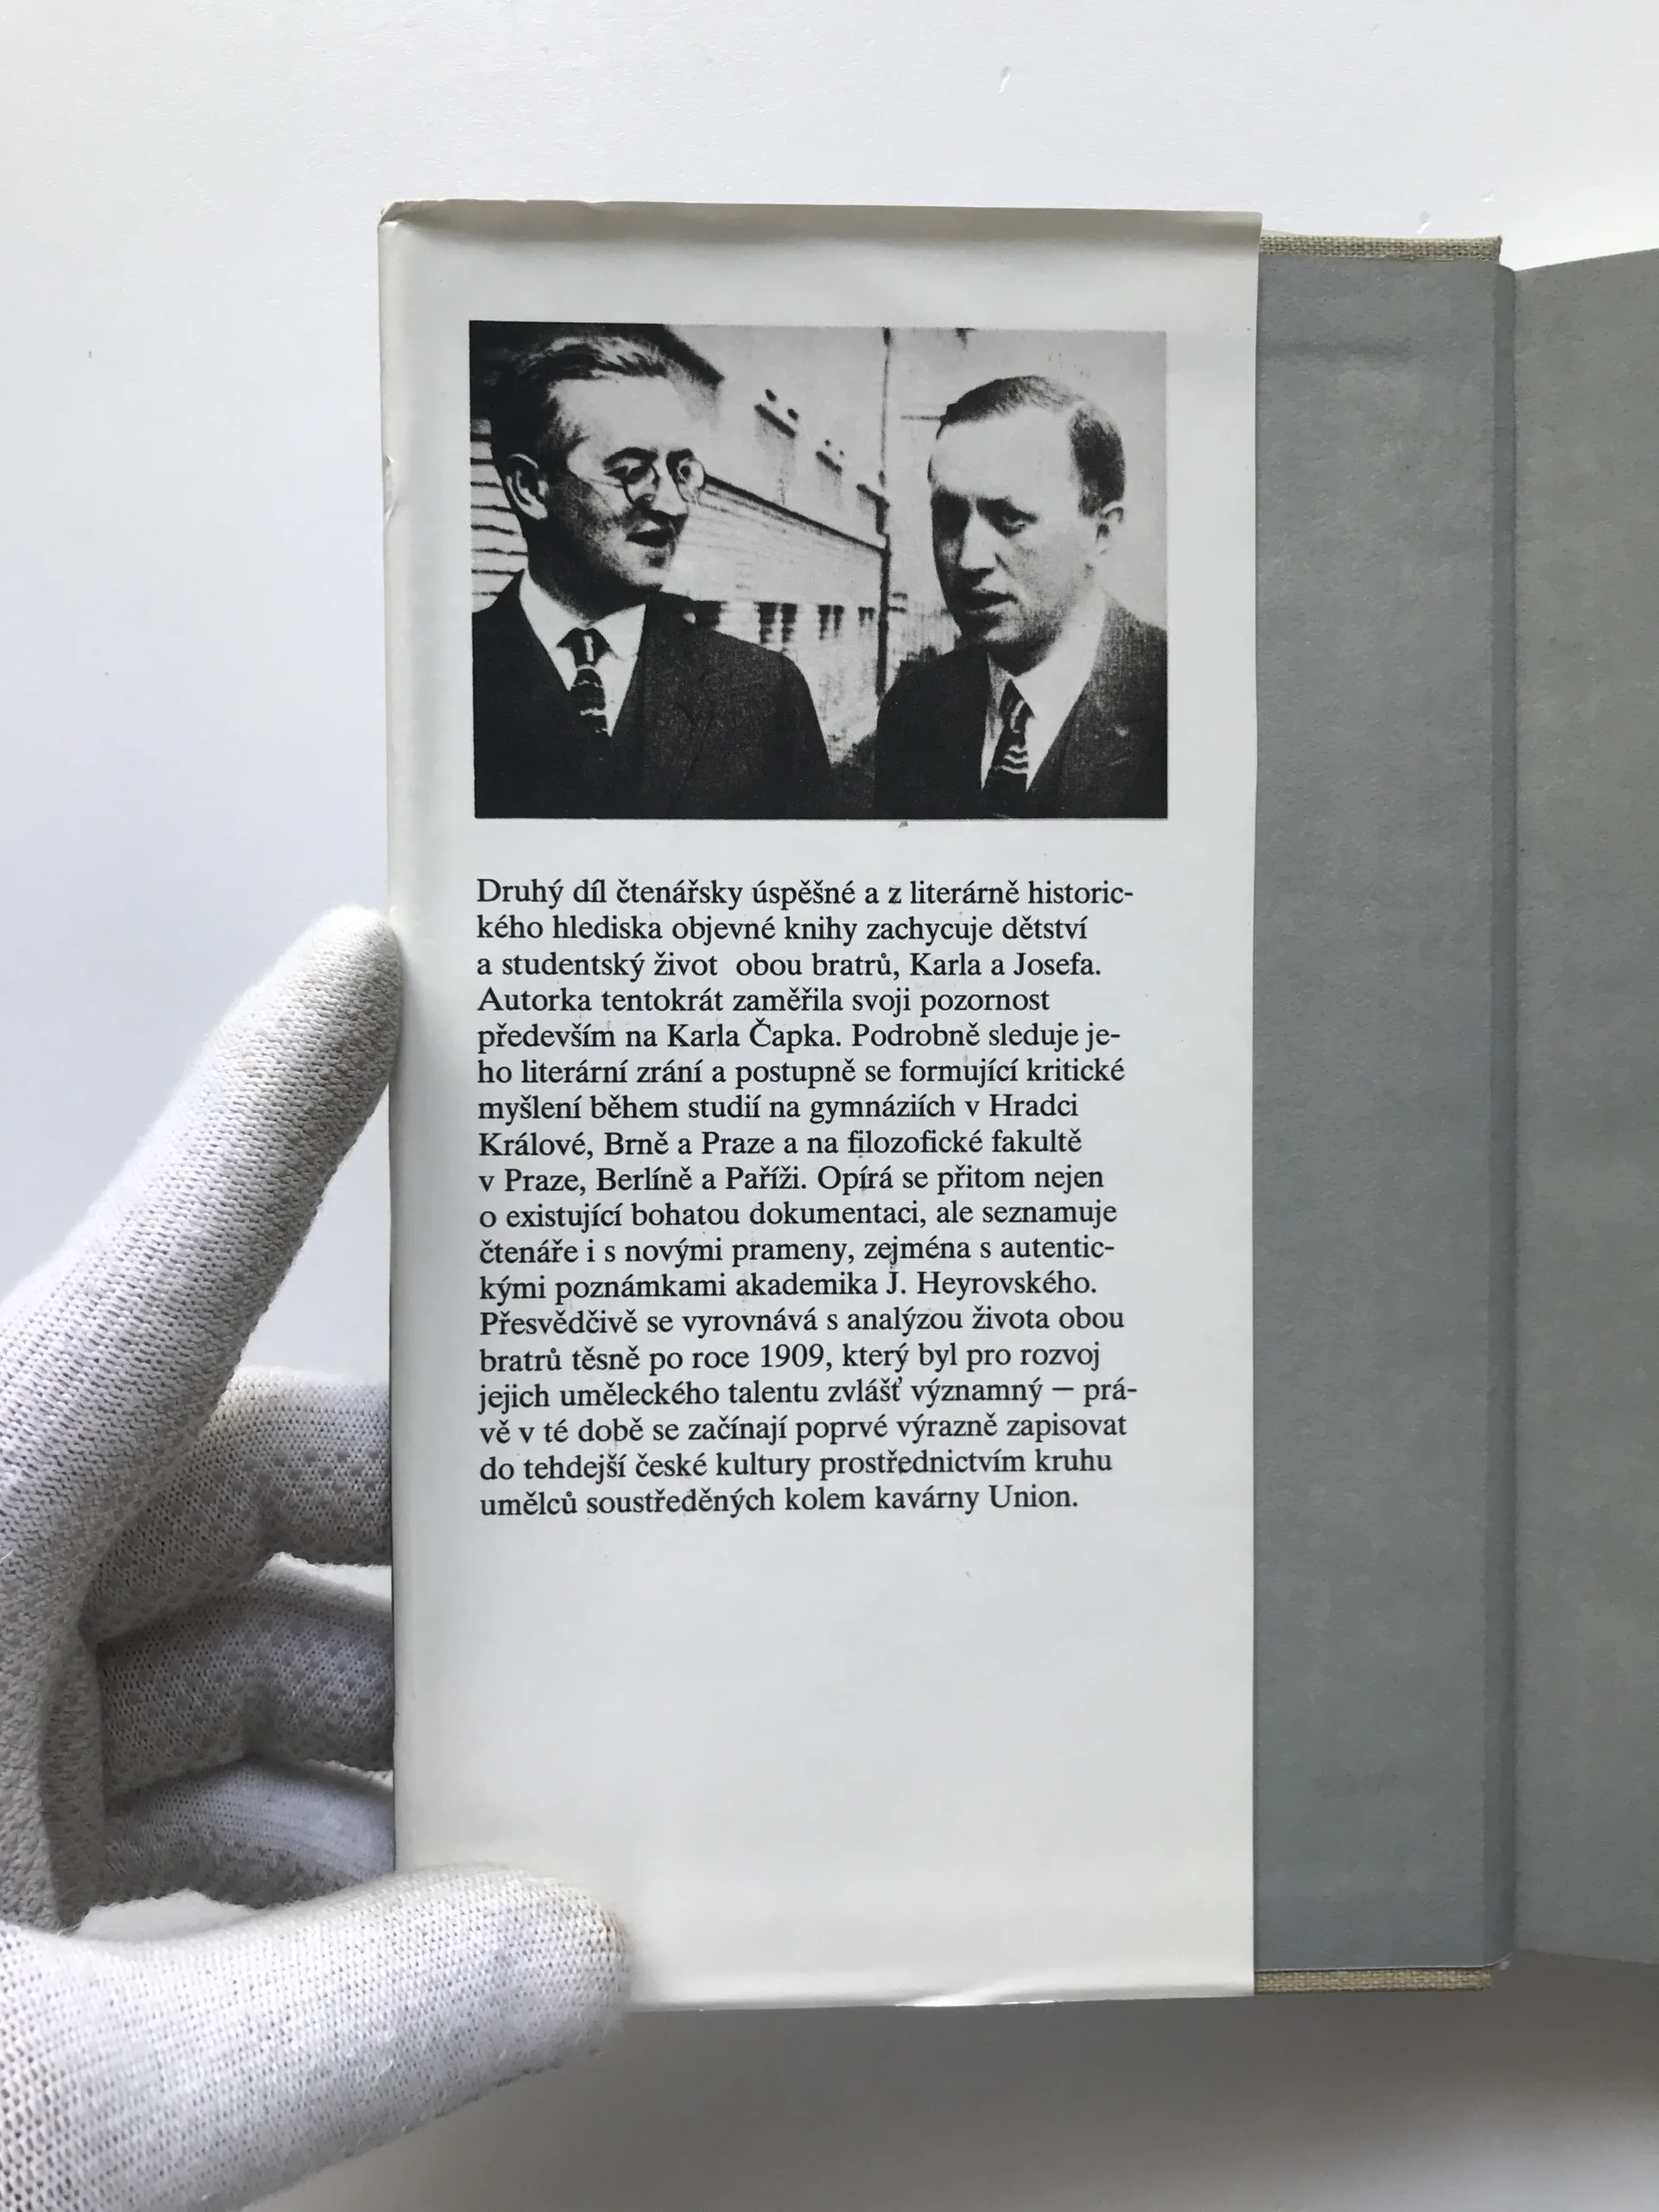 Druhý díl čtenářsky úspěšné a z literárně historic-
kého hlediska objevné knihy zachycuje dětství
a studentský život obou bratrů, Karla a Josefa.
Autorka tentokrát zaměřila svoji pozornost
především na Karla Čapka. Podrobně sleduje je-
ho literární zrání a postupně se formující kritické
myšlení během studií na gymnáziích v Hradci
Králové, Brně a Praze a na filozofické fakultě
v Praze, Berlíně a Paříži. Opírá se přitom nejen
o existující bohatou dokumentaci, ale seznamuje
čtenáře i s novými prameny, zejména s autentic-
kými poznámkami akademika J. Heyrovského.
Přesvědčivě se vyrovnává s analýzou života obou
bratrů těsně po roce 1909, který byl pro rozvoj
jejich uměleckého talentu zvlášť významný — prá-
vě v té době se začínají poprvé výrazně zapisovat
do tehdejší české kultury prostřednictvím kruhu
umělců soustředěných kolem kavárny Union.